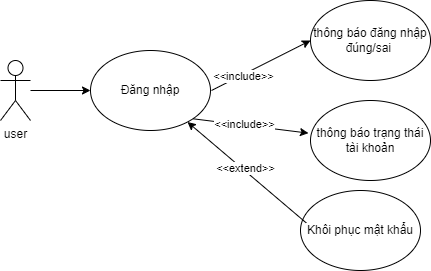 thông báo đăng nhập
đúng/sai
<<include>>
Đăng nhập
user
<<include>>
thông báo trạng thái
tài khoản
<<extend>>
Khôi phục mật khẩu